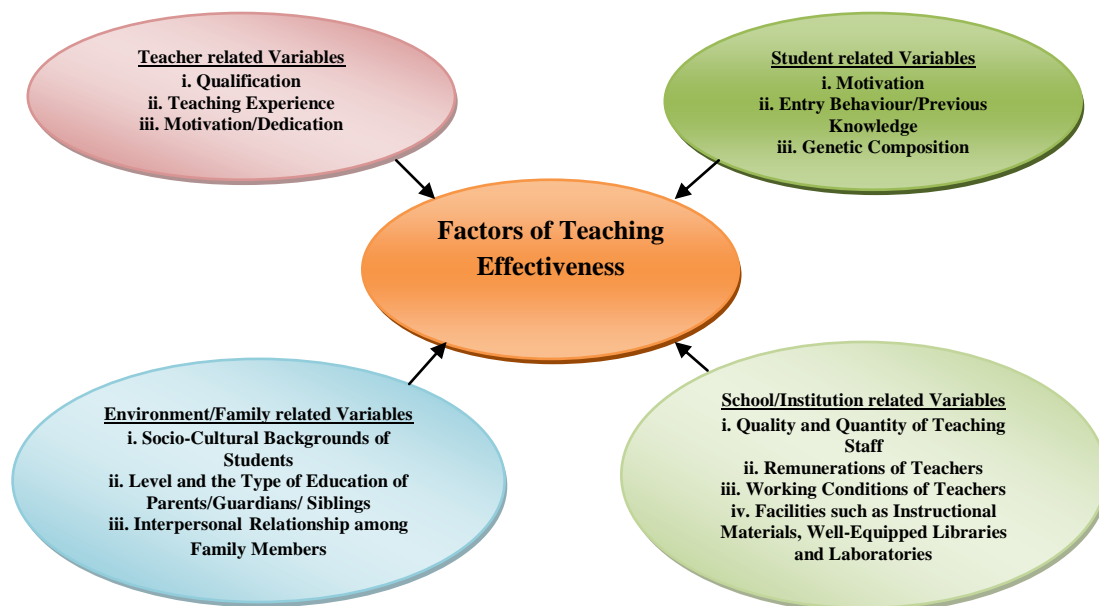 Teacher related Variables
i. Qualification
ii. Teaching Experience
iii. Motivation/Dedication
Student related Variables
i. Motivation
ii. Entry Behaviour/Previous
Knowledge
iii. Genetic Composition
Factors of Teaching
Effectiveness
Environment/Family related Variables
i. Socio-Cultural Backgrounds of
Students
ii. Level and the Type of Education of
Parents/Guardians/ Siblings
iii. Interpersonal Relationship among
Family Members
School/Institution related Variables
i. Quality and Quantity of Teaching
Staff
ii. Remunerations of Teachers
iii. Working Conditions of Teachers
iv. Facilities such as Instructional
Materials, Well-Equipped Libraries
and Laboratories